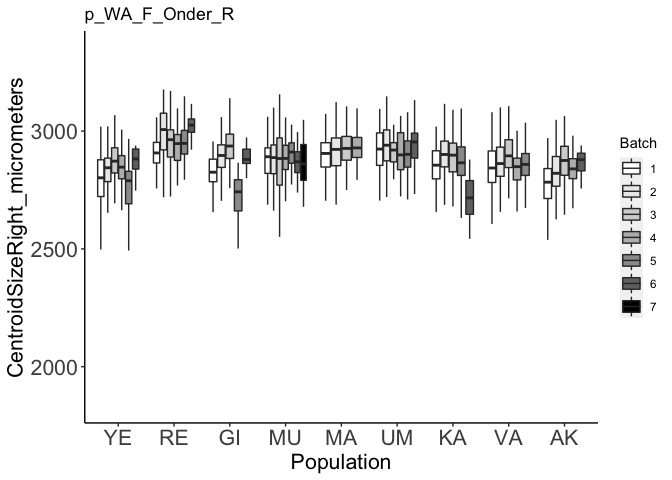 p_WA_F_Onder_R
CentroidSizeRight_micrometers
3000
2500
2000
YE RE GI MU MA UM KA VA AK
Population
Batch
1
2
3
4
5
6
7